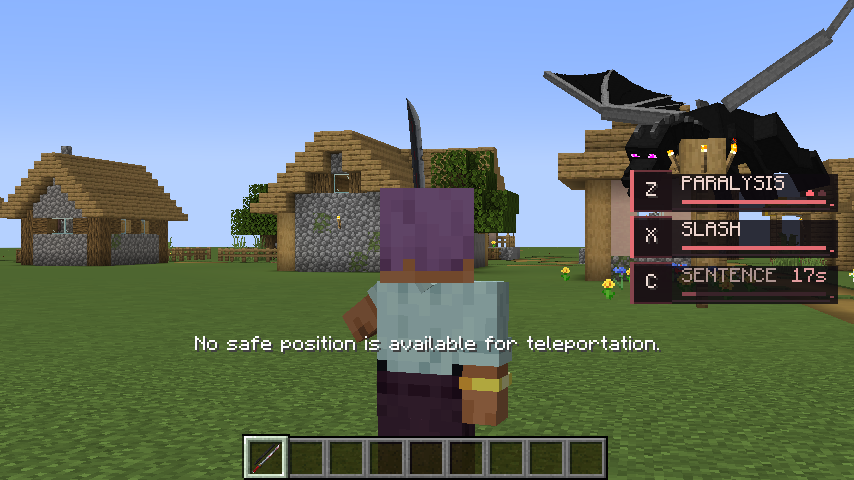 Z PARALYSIS
X SLASH
C SENTENCE 17s
No safe position is available for teleportation.